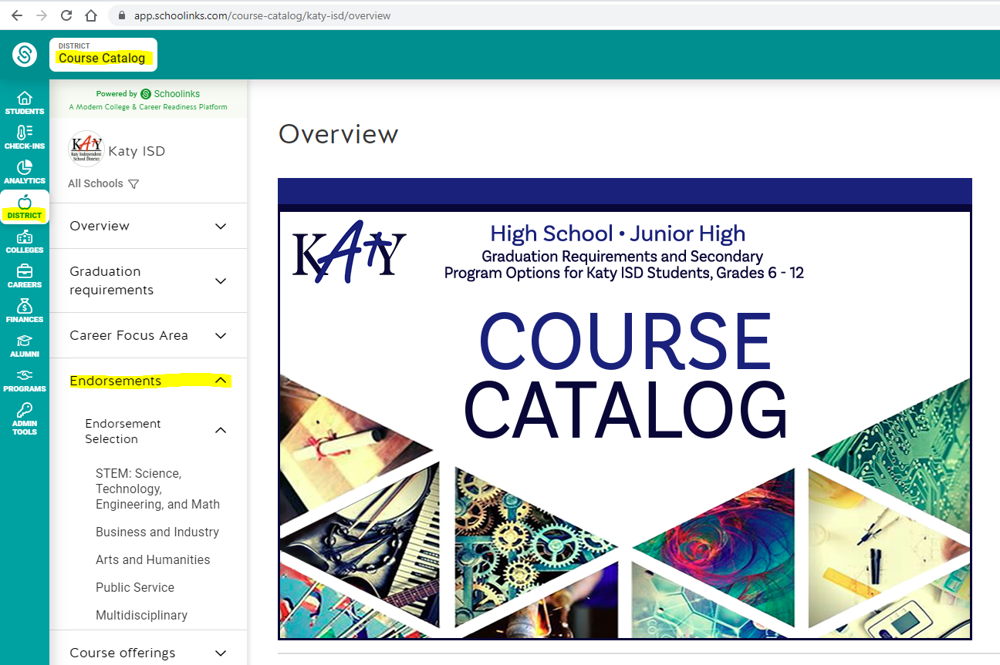 app.schoolinks.com/course-catalog/katy-isd/overview
DISTRICT
Course Catalog
STUDENTS
CHECK-INS
ANALYTICS
DISTRICT
COLLEGES
CAREERS
FINANCES
ALUMNI
PROGRAMS
ADMIN
TOOLS
Powered by Schoolinks
A Modern College & Career Readiness Platform
KATY
Katy Independent
School District
Katy ISD
All Schools
Overview
Graduation
requirements
Career Focus Area
Endorsements
Endorsement
Selection
STEM: Science,
Technology,
Engineering, and Math
Business and Industry
Arts and Humanities
Public Service
Multidisciplinary
Course offerings
Overview
KATY
High School • Junior High
Graduation Requirements and Secondary
Program Options for Katy ISD Students, Grades 6 - 12
COURSE
CATALOG